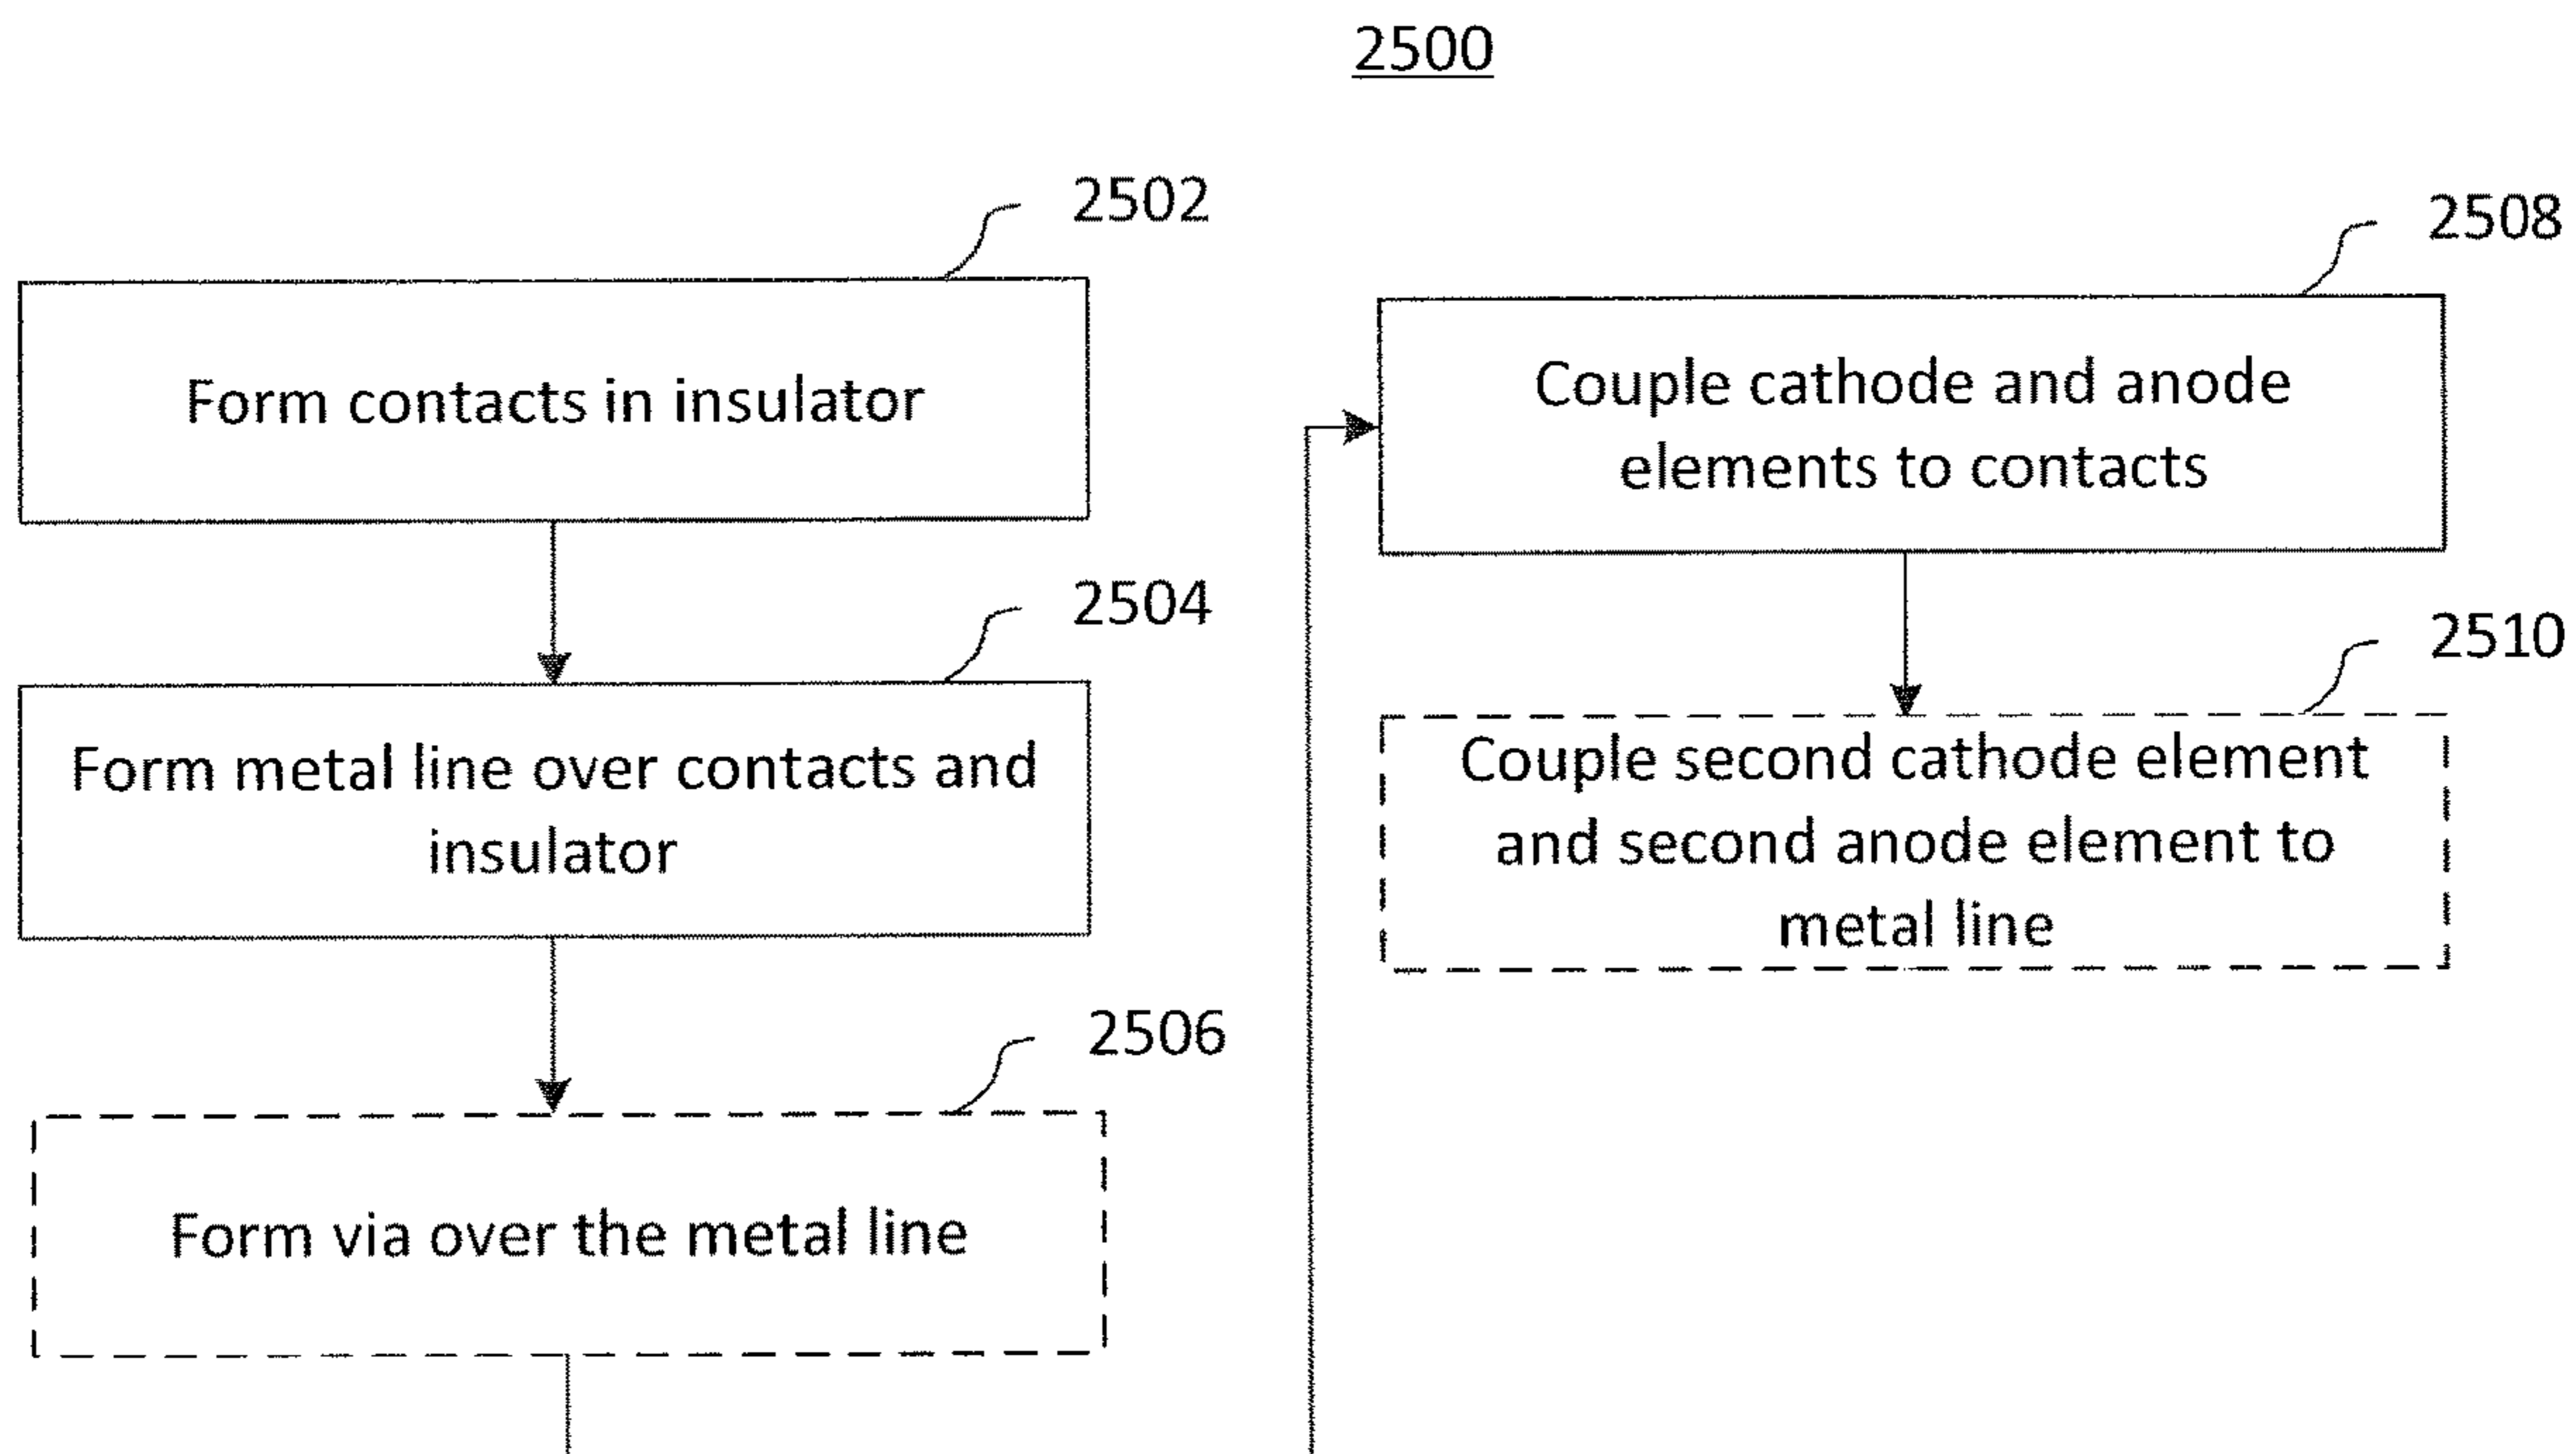 2500
2502
Form contacts in insulator
2504
Form metal line over contacts and
insulator
2506
Form via over the metal line
2508
Couple cathode and anode
elements to contacts
2510
Couple second cathode element
and second anode element to
metal line